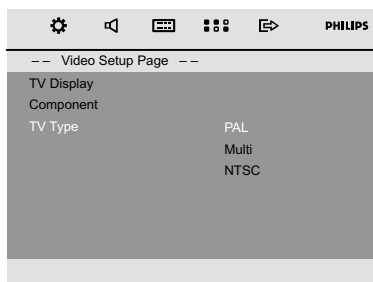 PHILIPS
-- Video Setup Page --
TV Display
Component
TV Type PAL
Multi
NTSC